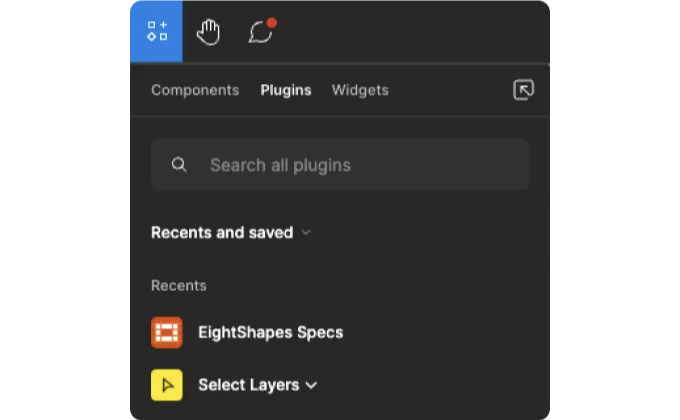 Components Plugins Widgets
Search all plugins
Recents and saved
Recents
EightShapes Specs
Select Layers